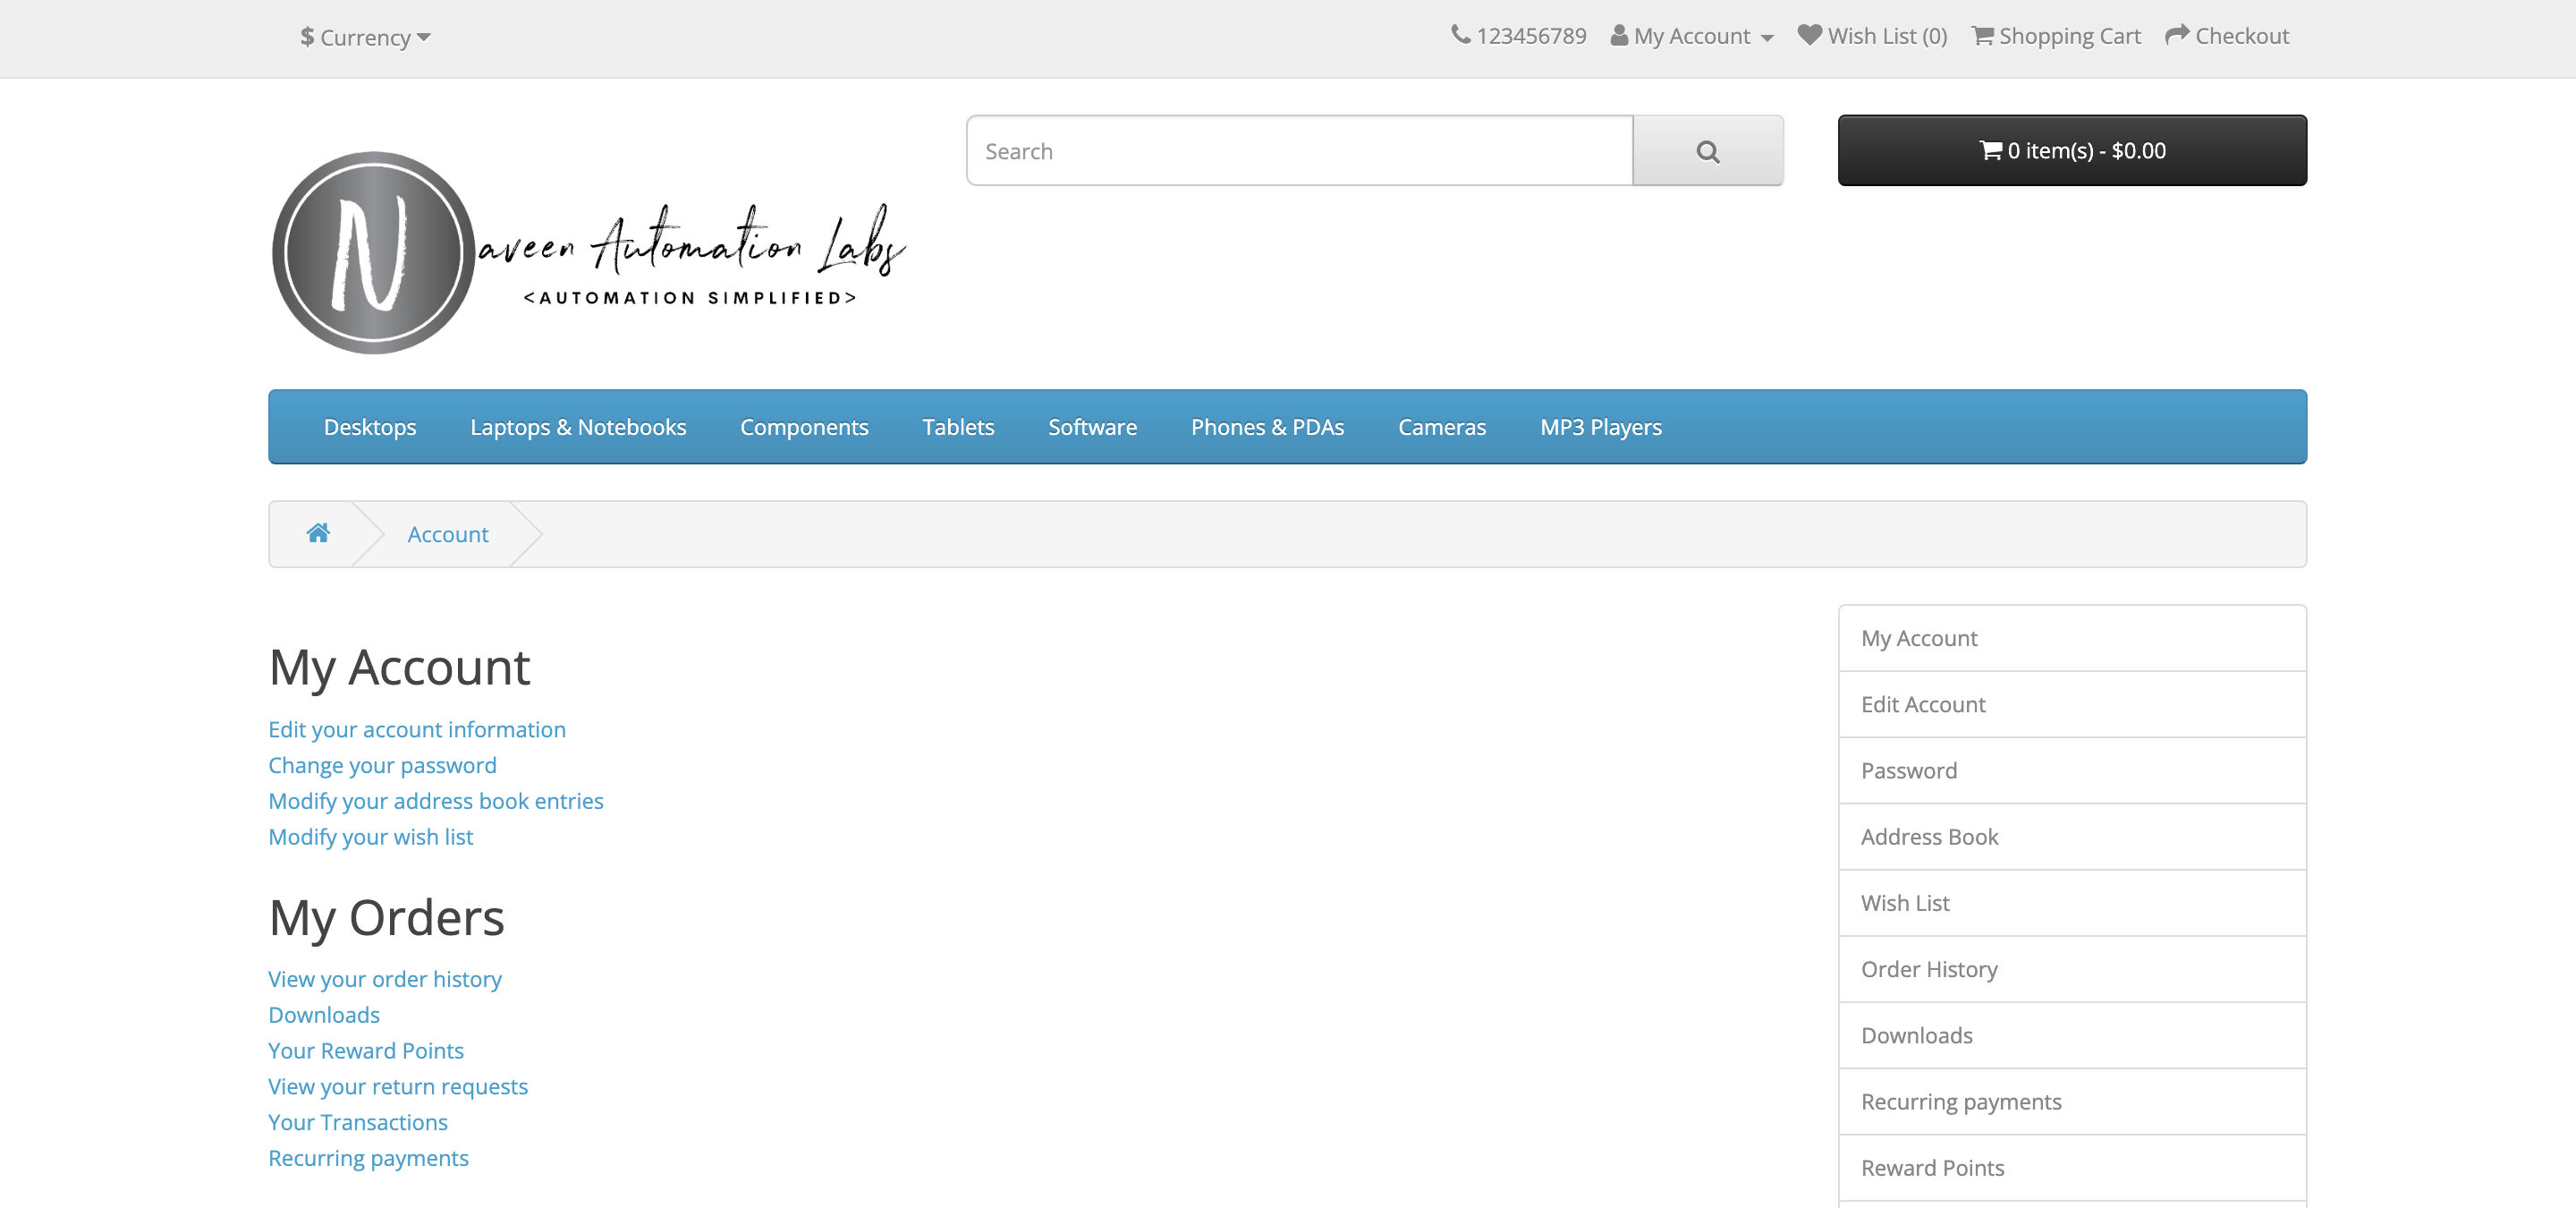 $ Currency
123456789 My Account Wish List (0) Shopping Cart Checkout
Search
0 item(s) - $0.00
Naveen Automation Labs
<AUTOMATION SIMPLIFIED>
Desktops Laptops & Notebooks Components Tablets Software Phones & PDAs Cameras MP3 Players
Account
My Account
Edit your account information
Change your password
Modify your address book entries
Modify your wish list
My Orders
View your order history
Downloads
Your Reward Points
View your return requests
Your Transactions
Recurring payments
My Account
Edit Account
Password
Address Book
Wish List
Order History
Downloads
Recurring payments
Reward Points